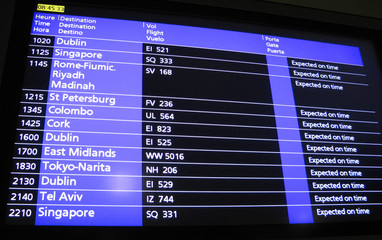 08:45:33
Heure Destination Vol Porte
Time Destination Flight Gate
Hora Destino Vuelo Puerta
1020 Dublin EI 521 Expected on time
1125 Singapore SQ 333 Expected on time
1145 Rome-Fiumic. SV 168 Expected on time
Riyadh
Madinah
1215 St Petersburg FV 236 Expected on time
1345 Colombo UL 564 Expected on time
1425 Cork EI 823 Expected on time
1600 Dublin EI 525 Expected on time
1700 East Midlands WW 5016 Expected on time
1830 Tokyo-Narita NH 206 Expected on time
2130 Dublin EI 529 Expected on time
2140 Tel Aviv IZ 744 Expected on time
2210 Singapore SQ 331 Expected on time